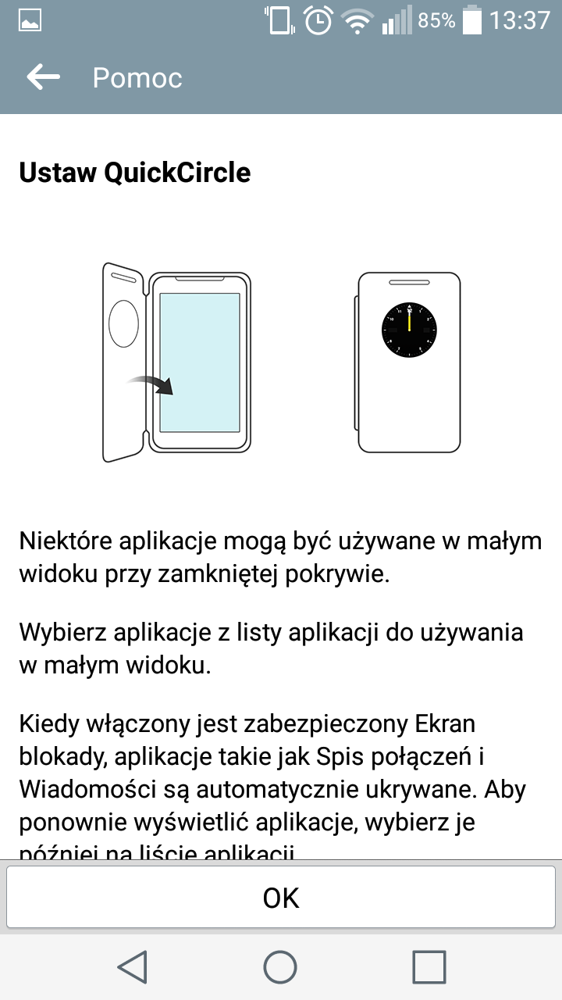 85% 13:37
Pomoc
Ustaw QuickCircle
Niektóre aplikacje mogą być używane w małym
widoku przy zamkniętej pokrywie.
Wybierz aplikacje z listy aplikacji do używania
w małym widoku.
Kiedy włączony jest zabezpieczony Ekran
blokady, aplikacje takie jak Spis połączeń i
Wiadomości są automatycznie ukrywane. Aby
ponownie wyświetlić aplikacje, wybierz je
później na liście aplikacji
OK